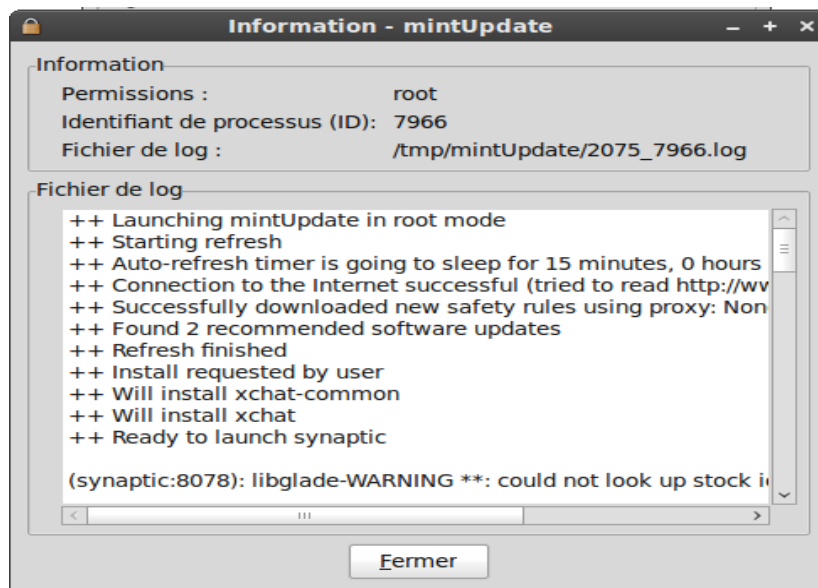 Information - mintUpdate
Information
Permissions : root
Identifiant de processus (ID): 7966
Fichier de log : /tmp/mintUpdate/2075_7966.log
Fichier de log
++ Launching mintUpdate in root mode
++ Starting refresh
++ Auto-refresh timer is going to sleep for 15 minutes, 0 hours
++ Connection to the Internet successful (tried to read http://
++ Successfully downloaded new safety rules using proxy:
++ Found 2 recommended software updates
++ Refresh finished
++ Install requested by user
++ Will install xchat-common
++ Will install xchat
++ Ready to launch synaptic
(synaptic:8078): libglade-WARNING **: could not look up stock
Fermer